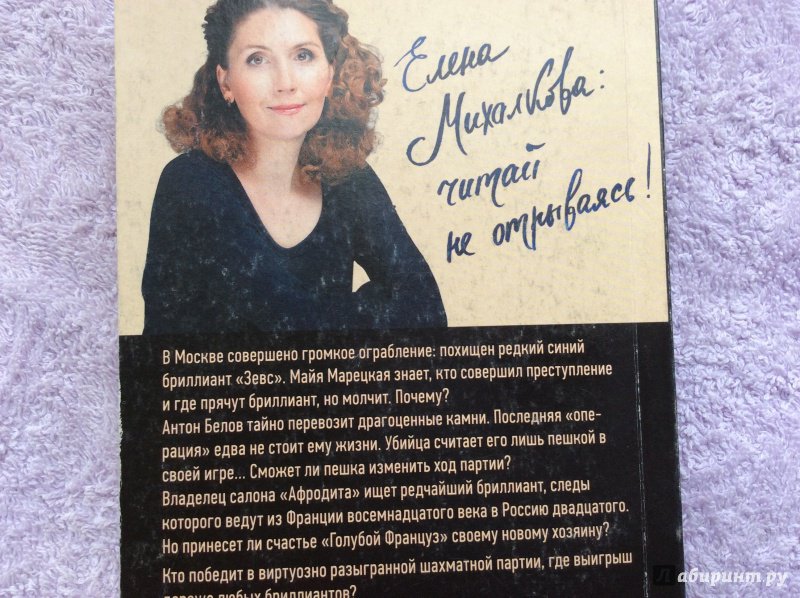 Елена
Михалкова:
читай
не отрываясь!
В Москве совершено громкое ограбление: похищен редкий синий
бриллиант «Зевс». Майя Марецкая знает, кто совершил преступление
и где прячут бриллиант, но молчит. Почему?
Антон Белов тайно перевозит драгоценные камни. Последняя «опе-
рация» едва не стоит ему жизни. Убийца считает его лишь пешкой в
своей игре... Сможет ли пешка изменить ход партии?
Владелец салона «Афродита» ищет редчайший бриллиант, следы
которого ведут из Франции восемнадцатого века в Россию двадцатого.
Но принесет ли счастье «Голубой Француз» своему новому хозяину?
Кто победит в виртуозно разыгранной шахматной партии, где выигрыш
дороже любых бриллиантов?
Лабиринт.ру